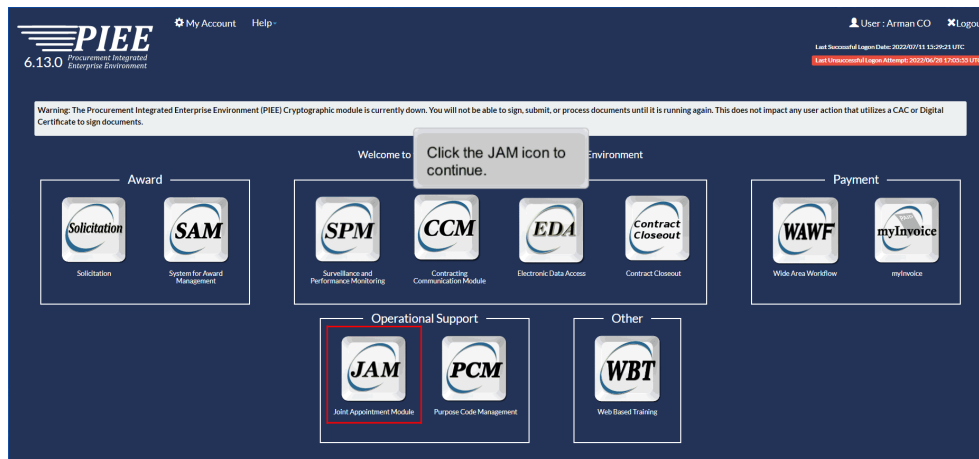 PIEE
Procurement Integrated
6.13.0 Enterprise Environment
My Account Help
User : Arman CO Logou
Last Successful Logon Date: 2022/07/11 13:29:21 UTC
Last Unsuccessful Logon Attempt: 2022/06/28 17:05:55 UT
Warning: The Procurement Integrated Enterprise Environment (PIEE) Cryptographic module is currently down. You will not be able to sign, submit, or process documents until it is running again. This does not impact any user action that utilizes a CAC or Digital
Certificate to sign documents.
Welcome to
Environment
Click the JAM icon to
continue.
Award
Solicitation
Solicitation
SAM
System for Award
Management
SPM
Surveillance and
Performance Monitoring
CCM
Contracting
Communication Module
EDA
Electronic Data Access
Contract
Closeout
Contract Closeout
Payment
WAWF
Wide Area Workflow
myInvoice
myInvoice
Operational Support
JAM
Joint Appointment Module
PCM
Purpose Code Management
Other
WBT
Web Based Training